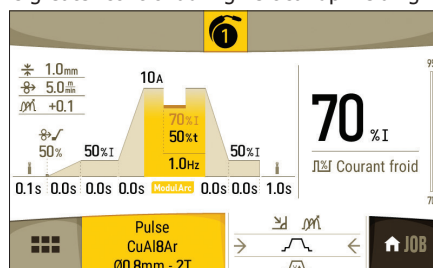 1
1.0mm
5.0 m/min
+0.1
10A
70%I
50%t
1.0Hz
50%
50%I
50%I
0.1s 0.0s 0.0s 0.0s ModulArc 0.0s 0.0s 1.0s
70 %I
Courant froid
Pulse
CuAl8Ar
Ø0.8mm - 2T
JOB